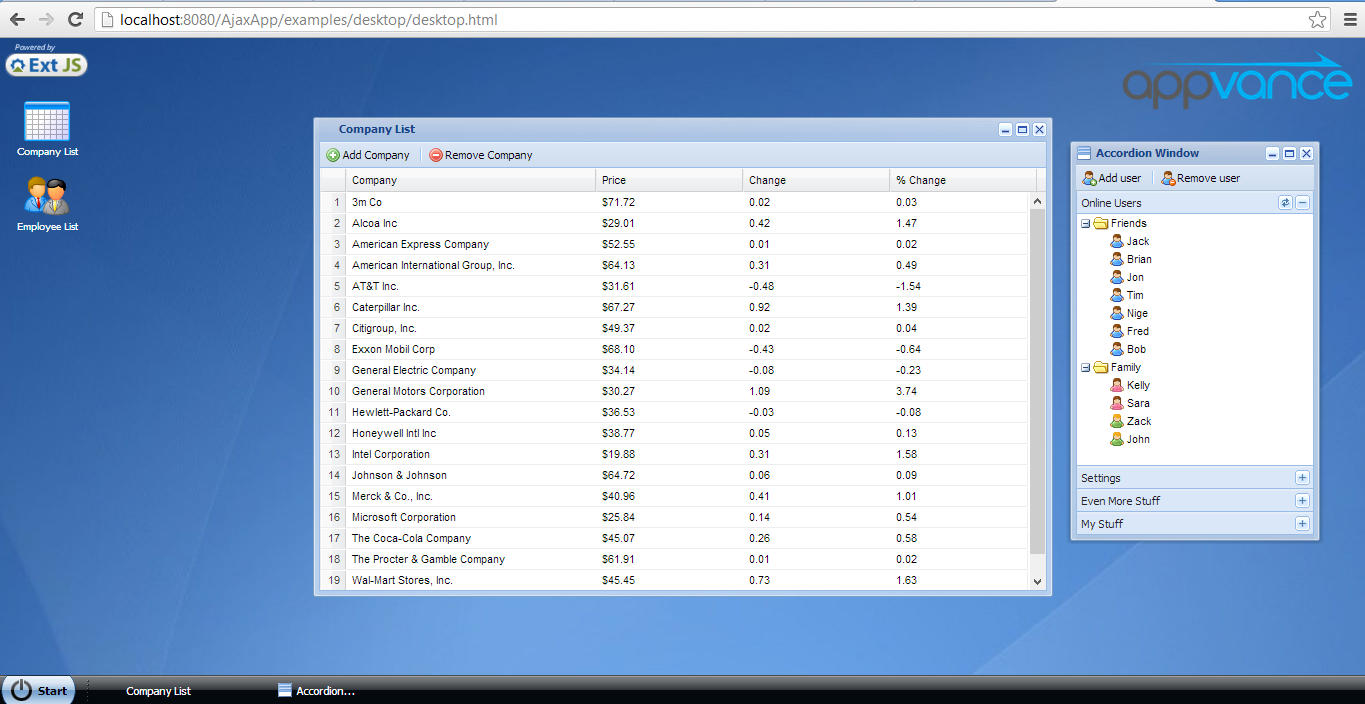 localhost:8080/AjaxApp/examples/desktop/desktop.html
Powered by
Ext JS
appvance
Company List
Employee List
Company List
Add Company Remove Company
Company Price Change % Change
1 3m Co $71.72 0.02 0.03
2 Alcoa Inc $29.01 0.42 1.47
3 American Express Company $52.55 0.01 0.02
4 American International Group, Inc. $64.13 0.31 0.49
5 AT&T Inc. $31.61 -0.48 -1.54
6 Caterpillar Inc. $67.27 0.92 1.39
7 Citigroup, Inc. $49.37 0.02 0.04
8 Exxon Mobil Corp $68.10 -0.43 -0.64
9 General Electric Company $34.14 -0.08 -0.23
10 General Motors Corporation $30.27 1.09 3.74
11 Hewlett-Packard Co. $36.53 -0.03 -0.08
12 Honeywell Intl Inc $38.77 0.05 0.13
13 Intel Corporation $19.88 0.31 1.58
14 Johnson & Johnson $64.72 0.06 0.09
15 Merck & Co., Inc. $40.96 0.41 1.01
16 Microsoft Corporation $25.84 0.14 0.54
17 The Coca-Cola Company $45.07 0.26 0.58
18 The Procter & Gamble Company $61.91 0.01 0.02
19 Wal-Mart Stores, Inc. $45.45 0.73 1.63
Accordion Window
Add user Remove user
Online Users
Friends
Jack
Brian
Jon
Tim
Nige
Fred
Bob
Family
Kelly
Sara
Zack
John
Settings
Even More Stuff
My Stuff
Start Company List Accordion...